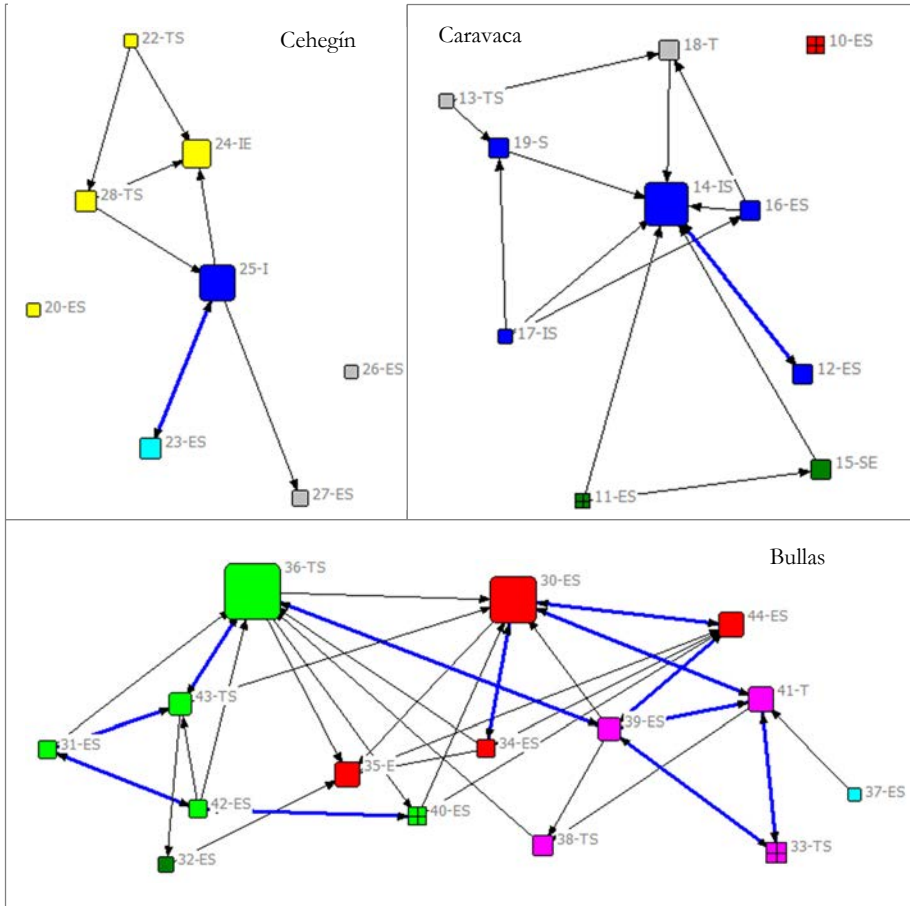 Cehegín
22-TS
24-IE
28-TS
25-I
20-ES
26-ES
23-ES
27-ES
Caravaca
18-T
10-ES
13-TS
19-S
14-IS
16-ES
17-IS
12-ES
15-SE
11-ES
Bullas
36-TS
30-ES
44-ES
43-TS
41-T
39-ES
31-ES
34-ES
35-E
42-ES
40-ES
37-ES
38-TS
33-TS
32-ES